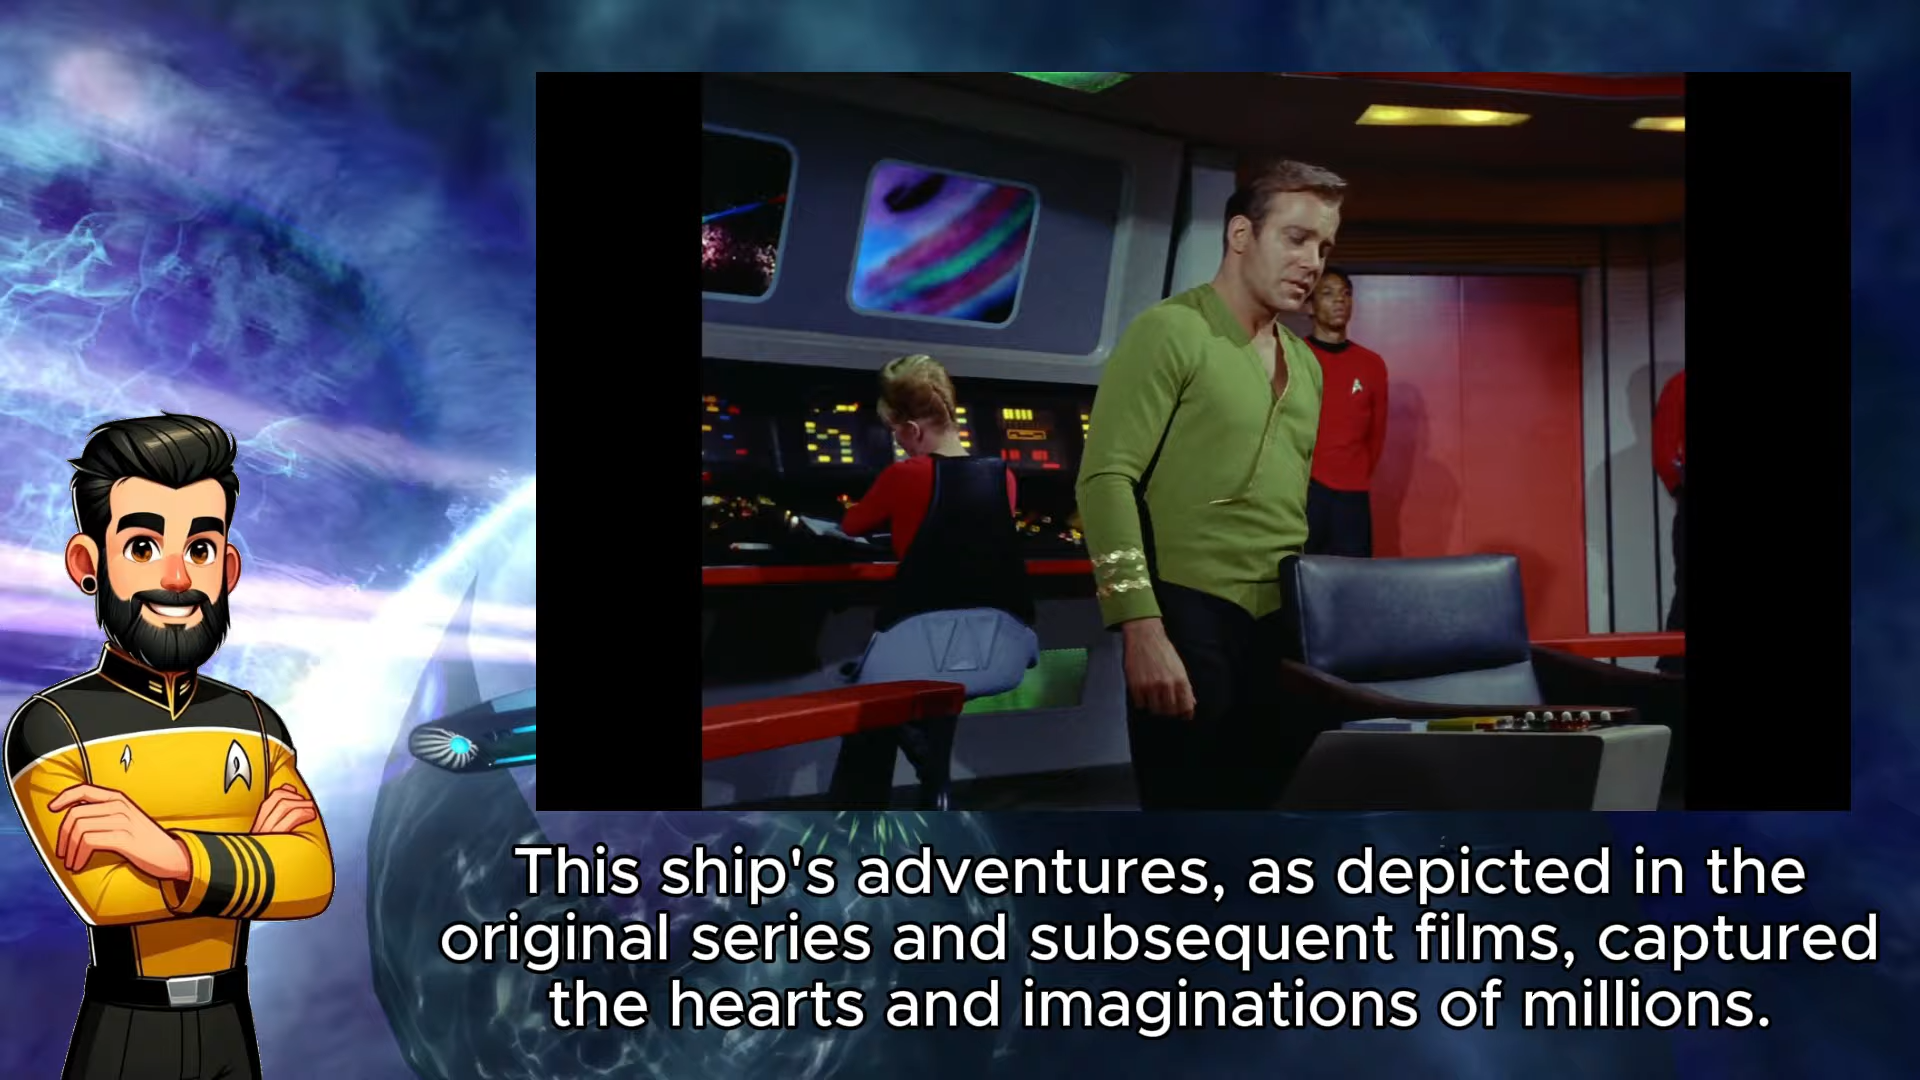 This ship's adventures, as depicted in the
original series and subsequent films, captured
the hearts and imaginations of millions.